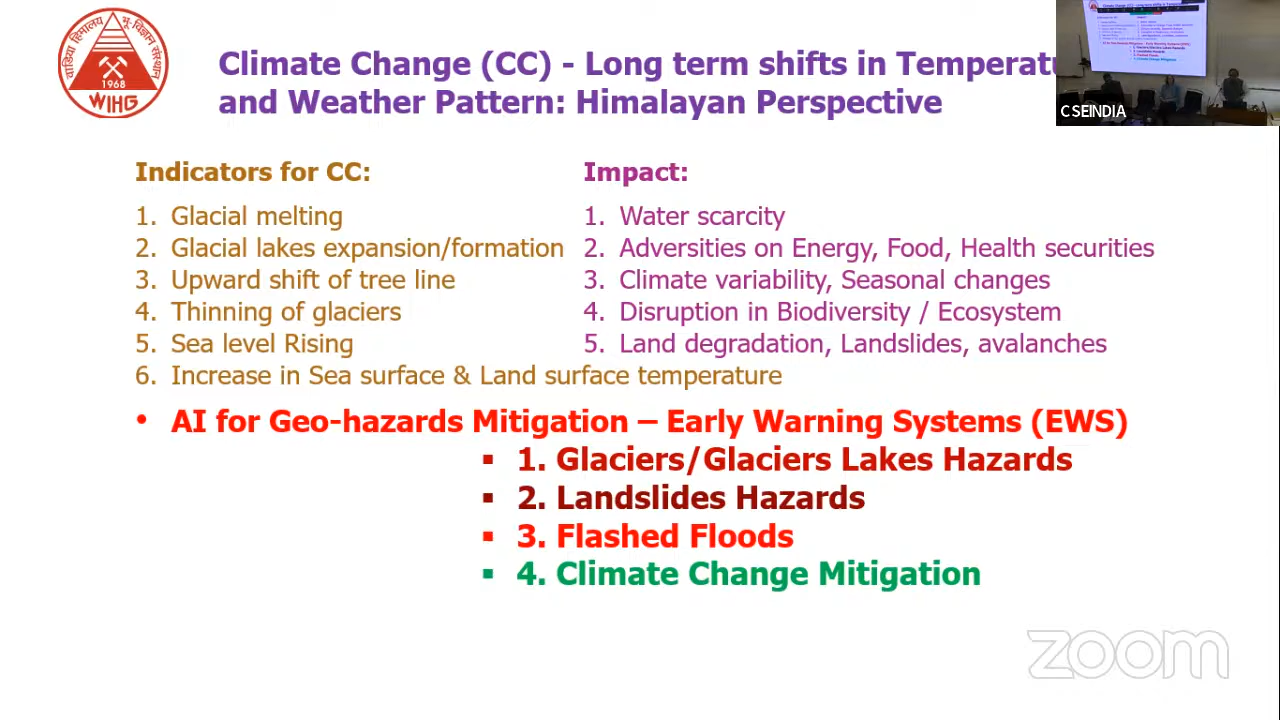 वाडिया हिमालय भू-विज्ञान संस्थान
1968
WIHG
Climate Change (CC) - Long term shifts in Temperatu
and Weather Pattern: Himalayan Perspective
CSEINDIA
Indicators for CC:
1. Glacial melting
2. Glacial lakes expansion/formation
3. Upward shift of tree line
4. Thinning of glaciers
5. Sea level Rising
6. Increase in Sea surface & Land surface temperature
Impact:
1. Water scarcity
2. Adversities on Energy, Food, Health securities
3. Climate variability, Seasonal changes
4. Disruption in Biodiversity / Ecosystem
5. Land degradation, Landslides, avalanches
• AI for Geo-hazards Mitigation – Early Warning Systems (EWS)
▪ 1. Glaciers/Glaciers Lakes Hazards
▪ 2. Landslides Hazards
▪ 3. Flashed Floods
▪ 4. Climate Change Mitigation
zoom